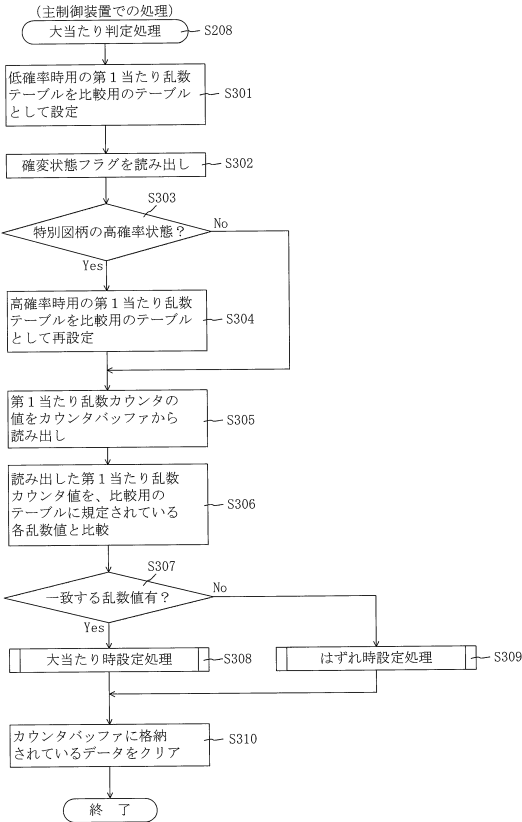 (主制御装置での処理)
大当たり判定処理
S208
低確率時用の第1当たり乱数
テーブルを比較用のテーブル
として設定
S301
確変状態フラグを読み出し
S302
S303
特別図柄の高確率状態?
No
Yes
高確率時用の第1当たり乱数
テーブルを比較用のテーブル
として再設定
S304
第1当たり乱数カウンタの
値をカウンタバッファから
読み出し
S305
読み出した第1当たり乱数
カウンタ値を、比較用の
テーブルに規定されている
各乱数値と比較
S306
S307
一致する乱数値有?
No
Yes
大当たり時設定処理
S308
はずれ時設定処理
S309
カウンタバッファに格納
されているデータをクリア
S310
終 了